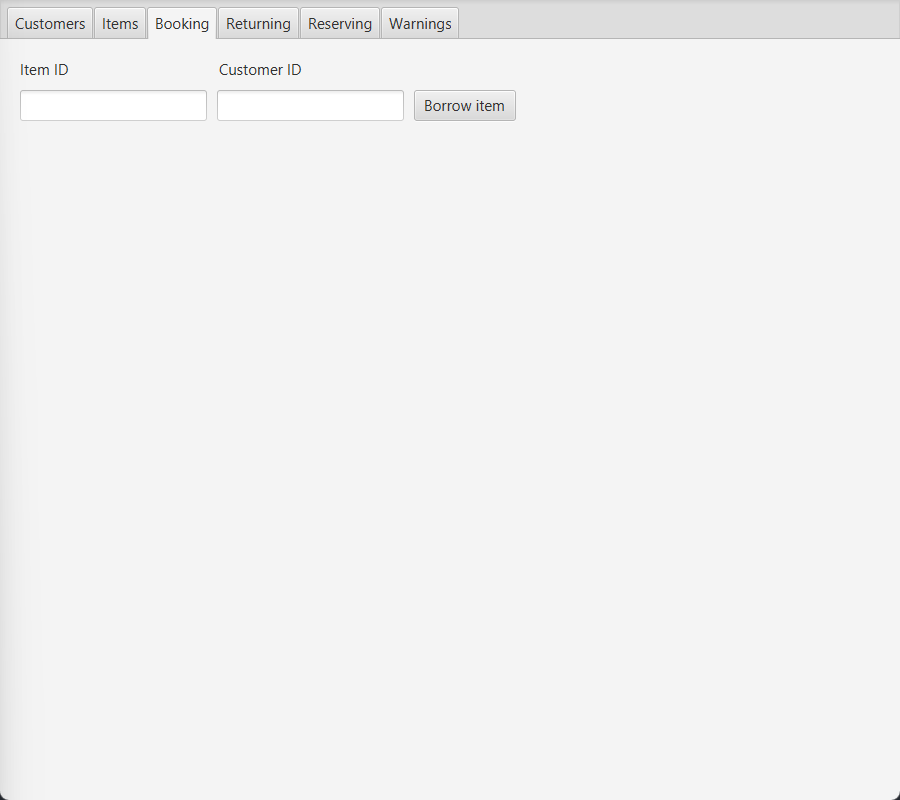 Customers Items Booking Returning Reserving Warnings
Item ID Customer ID
Borrow item